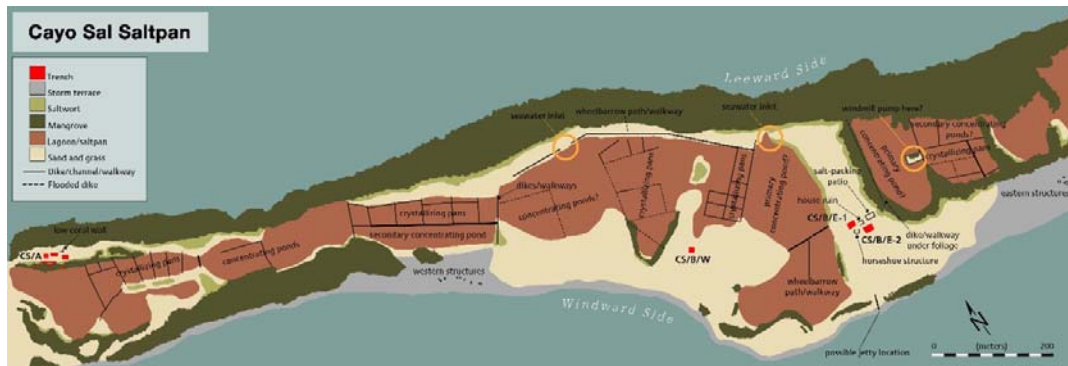 Cayo Sal Saltpan
Trench
Storm terrace
Saltwort
Mangrove
Lagoon/saltpan
Sand and grass
Dike/channel/walkway
Flooded dike
Leeward Side
seawater inlet
wheelbarrow path/walkway
seawater inlet
windmill pump here?
secondary concentrating
ponds?
primary
concentrating pond?
crystallizing pans
salt-packing
patio
house ruin
eastern structures
CS/B/E-1
CS/B/E-2
dike/walkway
under foliage
horseshoe structure
crystallizing pans
crystallizing pans
primary
concentrating pond?
dikes/walkways
concentrating ponds?
crystallizing pans
secondary concentrating pond
low coral wall
CS/A
crystallizing pans
concentrating ponds
western structures
CS/B/W
wheelbarrow
path/walkway
Windward Side
possible jetty location
N
0 (meters) 200